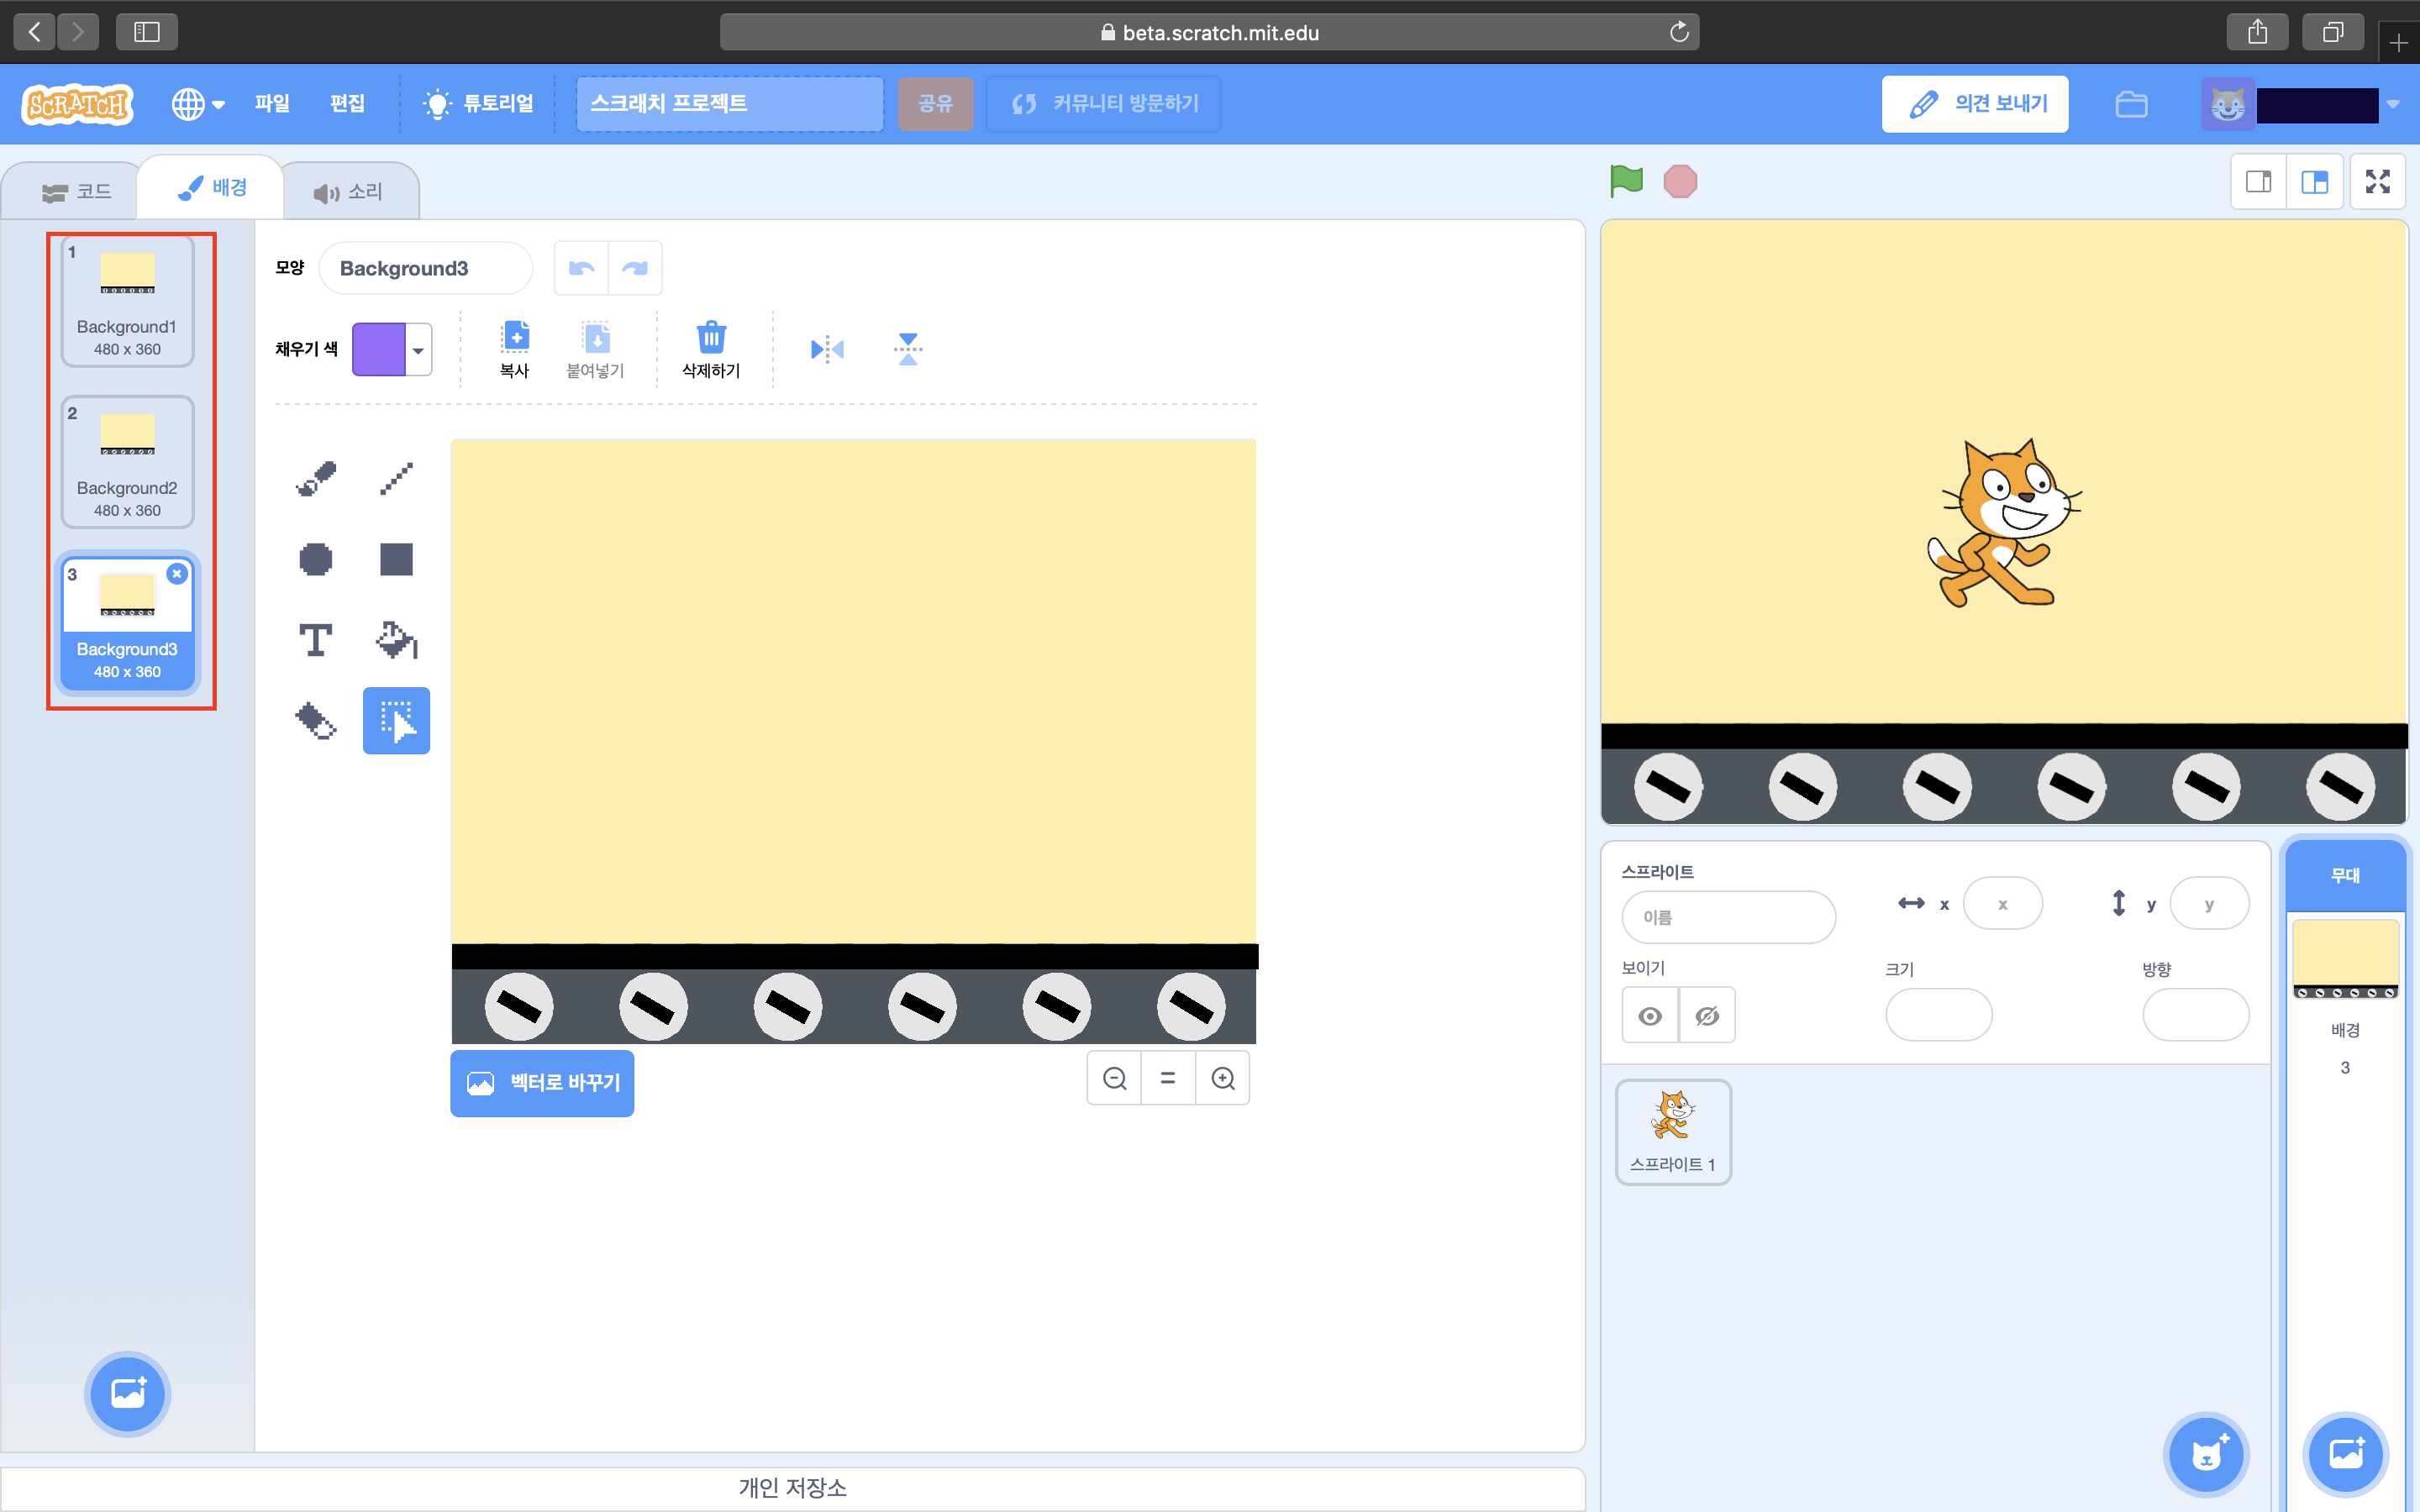 beta.scratch.mit.edu
SCRATCH
파일
편집
튜토리얼
스크래치 프로젝트
공유
커뮤니티 방문하기
의견 보내기
코드
배경
소리
1
Background1
480 x 360
2
Background2
480 x 360
3
Background3
480 x 360
모양
Background3
채우기 색
복사
붙여넣기
삭제하기
벡터로 바꾸기
스프라이트
이름
x
x
y
y
보이기
크기
방향
스프라이트 1
무대
배경
3
개인 저장소